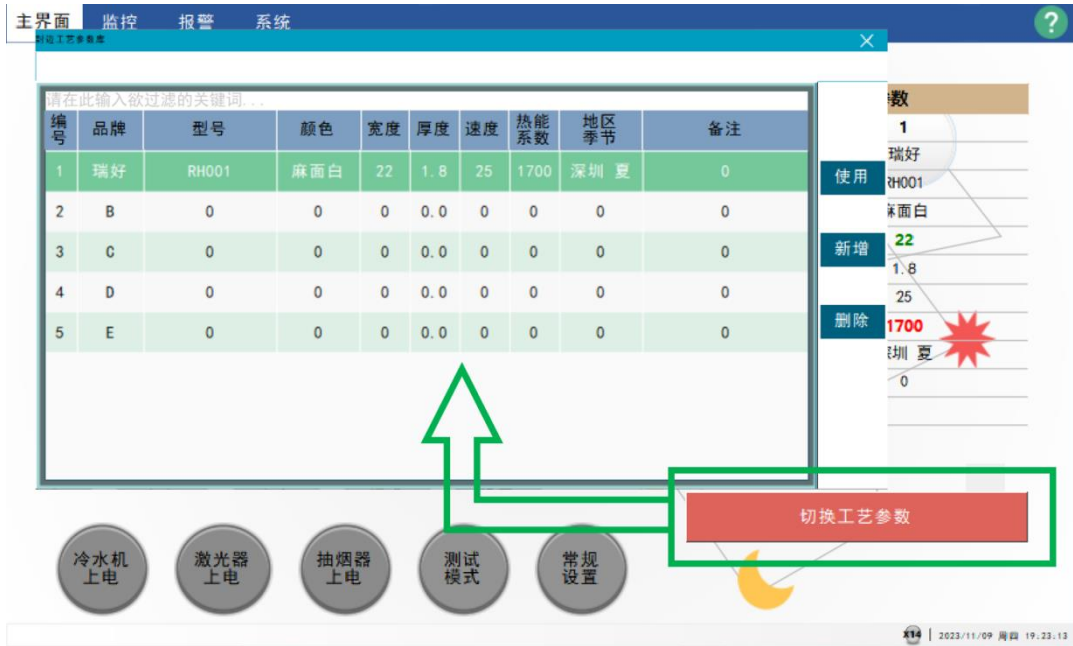 主界面 监控 报警 系统 ?
封边工艺参数库
请在此输入欲过滤的关键词...
编号 品牌 型号 颜色 宽度 厚度 速度 热能系数 地区季节 备注
1 瑞好 RH001 麻面白 22 1.8 25 1700 深圳 夏 0
2 B 0 0 0 0.0 0 0 0 0
3 C 0 0 0 0.0 0 0 0 0
4 D 0 0 0 0.0 0 0 0 0
5 E 0 0 0 0.0 0 0 0 0
使用
新增
删除
数
1
瑞好
RH001
麻面白
22
1.8
25
1700
深圳 夏
0
切换工艺参数
冷水机上电 激光器上电 抽烟器上电 测试模式 常规设置
X14 2023/11/09 周四 19:23:13